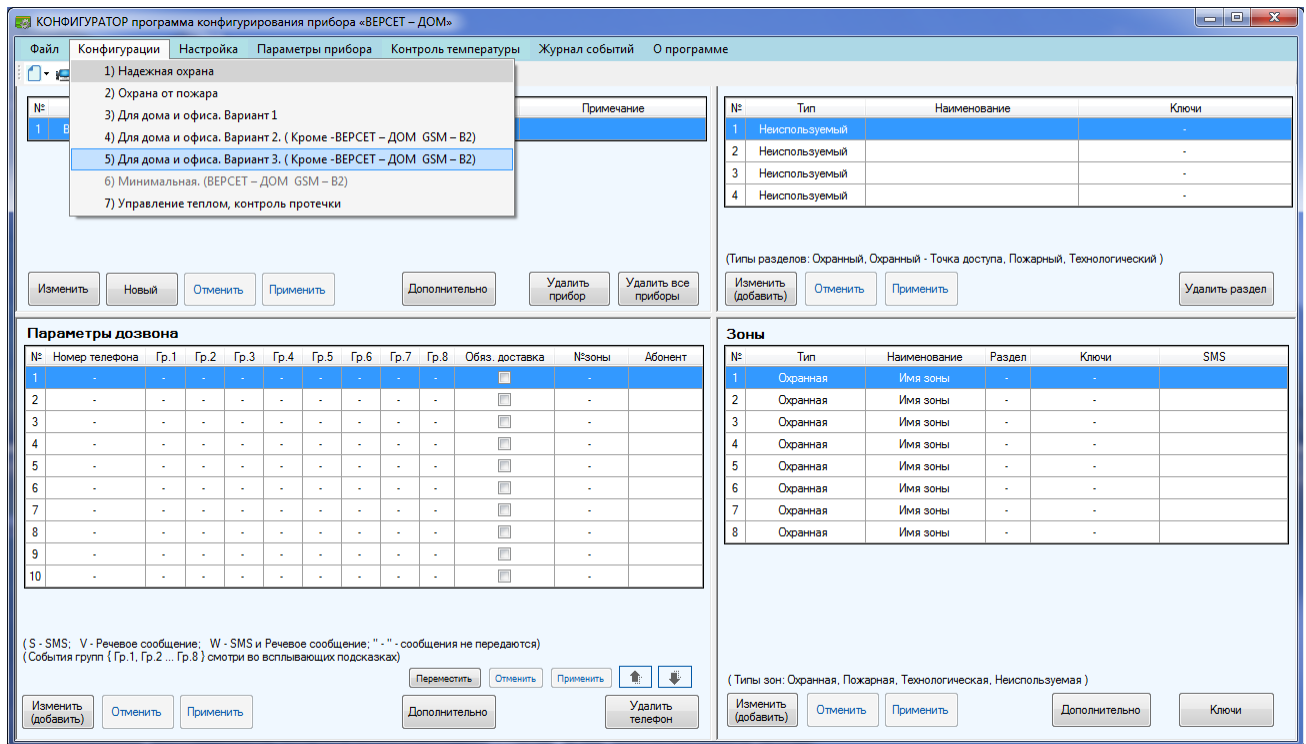 КОНФИГУРАТОР программа конфигурирования прибора «ВЕРСЕТ – ДОМ»
Файл Конфигурации Настройка Параметры прибора Контроль температуры Журнал событий О программе
1) Надежная охрана
2) Охрана от пожара
3) Для дома и офиса. Вариант 1
4) Для дома и офиса. Вариант 2. ( Кроме -ВЕРСЕТ – ДОМ GSM – В2)
5) Для дома и офиса. Вариант 3. ( Кроме -ВЕРСЕТ – ДОМ GSM – В2)
6) Минимальная. (ВЕРСЕТ – ДОМ GSM – В2)
7) Управление теплом, контроль протечки
№ Примечание
1 В
Изменить Новый Отменить Применить Дополнительно Удалить прибор Удалить все приборы
№ Тип Наименование Ключи
1 Неиспользуемый -
2 Неиспользуемый -
3 Неиспользуемый -
4 Неиспользуемый -
(Типы разделов: Охранный, Охранный - Точка доступа, Пожарный, Технологический )
Изменить (добавить) Отменить Применить Удалить раздел
Параметры дозвона
№ Номер телефона Гр.1 Гр.2 Гр.3 Гр.4 Гр.5 Гр.6 Гр.7 Гр.8 Обяз. доставка №зоны Абонент
1 - - - - - - - - - -
2 - - - - - - - - - -
3 - - - - - - - - - -
4 - - - - - - - - - -
5 - - - - - - - - - -
6 - - - - - - - - - -
7 - - - - - - - - - -
8 - - - - - - - - - -
9 - - - - - - - - - -
10 - - - - - - - - - -
( S - SMS; V - Речевое сообщение; W - SMS и Речевое сообщение; " - " - сообщения не передаются)
( События групп { Гр.1, Гр.2 ... Гр.8 } смотри во всплывающих подсказках)
Переместить Отменить Применить
Изменить (добавить) Отменить Применить Дополнительно Удалить телефон
Зоны
№ Тип Наименование Раздел Ключи SMS
1 Охранная Имя зоны - -
2 Охранная Имя зоны - -
3 Охранная Имя зоны - -
4 Охранная Имя зоны - -
5 Охранная Имя зоны - -
6 Охранная Имя зоны - -
7 Охранная Имя зоны - -
8 Охранная Имя зоны - -
( Типы зон: Охранная, Пожарная, Технологическая, Неиспользуемая )
Изменить (добавить) Отменить Применить Дополнительно Ключи